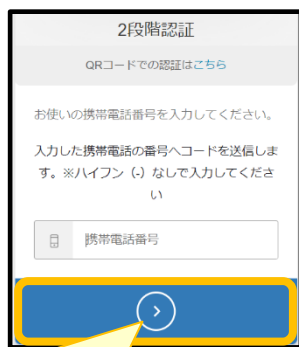 2段階認証
QRコードでの認証はこちら
お使いの携帯電話番号を入力してください。
入力した携帯電話の番号へコードを送信しま
す。※ハイフン（-）なしで入力してくださ
い
携帯電話番号